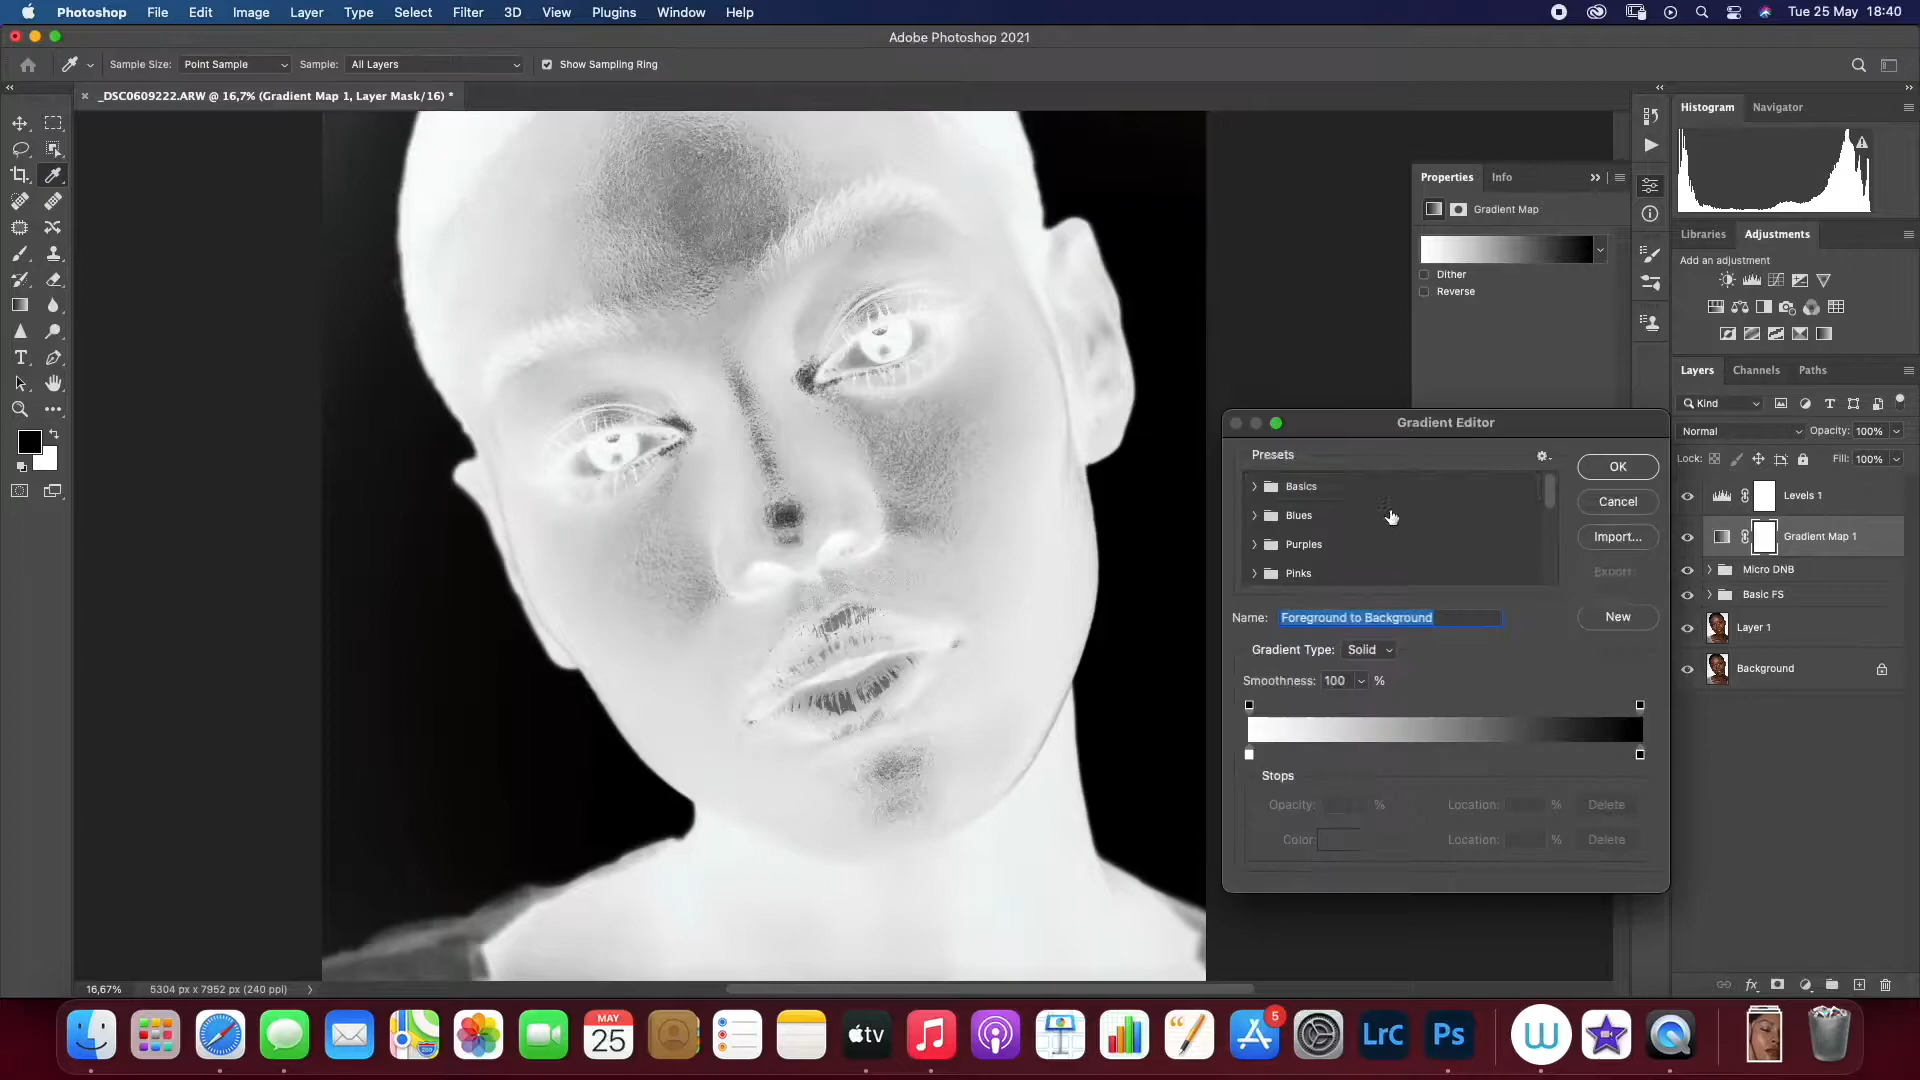 Photoshop File Edit Image Layer Type Select Filter 3D View Plugins Window Help Tue 25 May 18:40
Adobe Photoshop 2021
Sample Size: Point Sample Sample: All Layers Show Sampling Ring
_DSC0609222.ARW @ 16,7% (Gradient Map 1, Layer Mask/16) *
Histogram Navigator
Properties Info
Gradient Map
Dither
Reverse
Libraries Adjustments
Add an adjustment
Layers Channels Paths
Kind
Normal Opacity: 100%
Lock: Fill: 100%
Levels 1
Gradient Map 1
Micro DNB
Basic FS
Layer 1
Background
Gradient Editor
Presets
Basics
Blues
Purples
Pinks
OK
Cancel
Import...
Export...
Name: Foreground to Background
New
Gradient Type: Solid
Smoothness: 100 %
Stops
Opacity: % Location: % Delete
Color: Location: % Delete
16,67% 5304 px x 7952 px (240 ppi)
MAY
25
tv
5
LrC
Ps
W